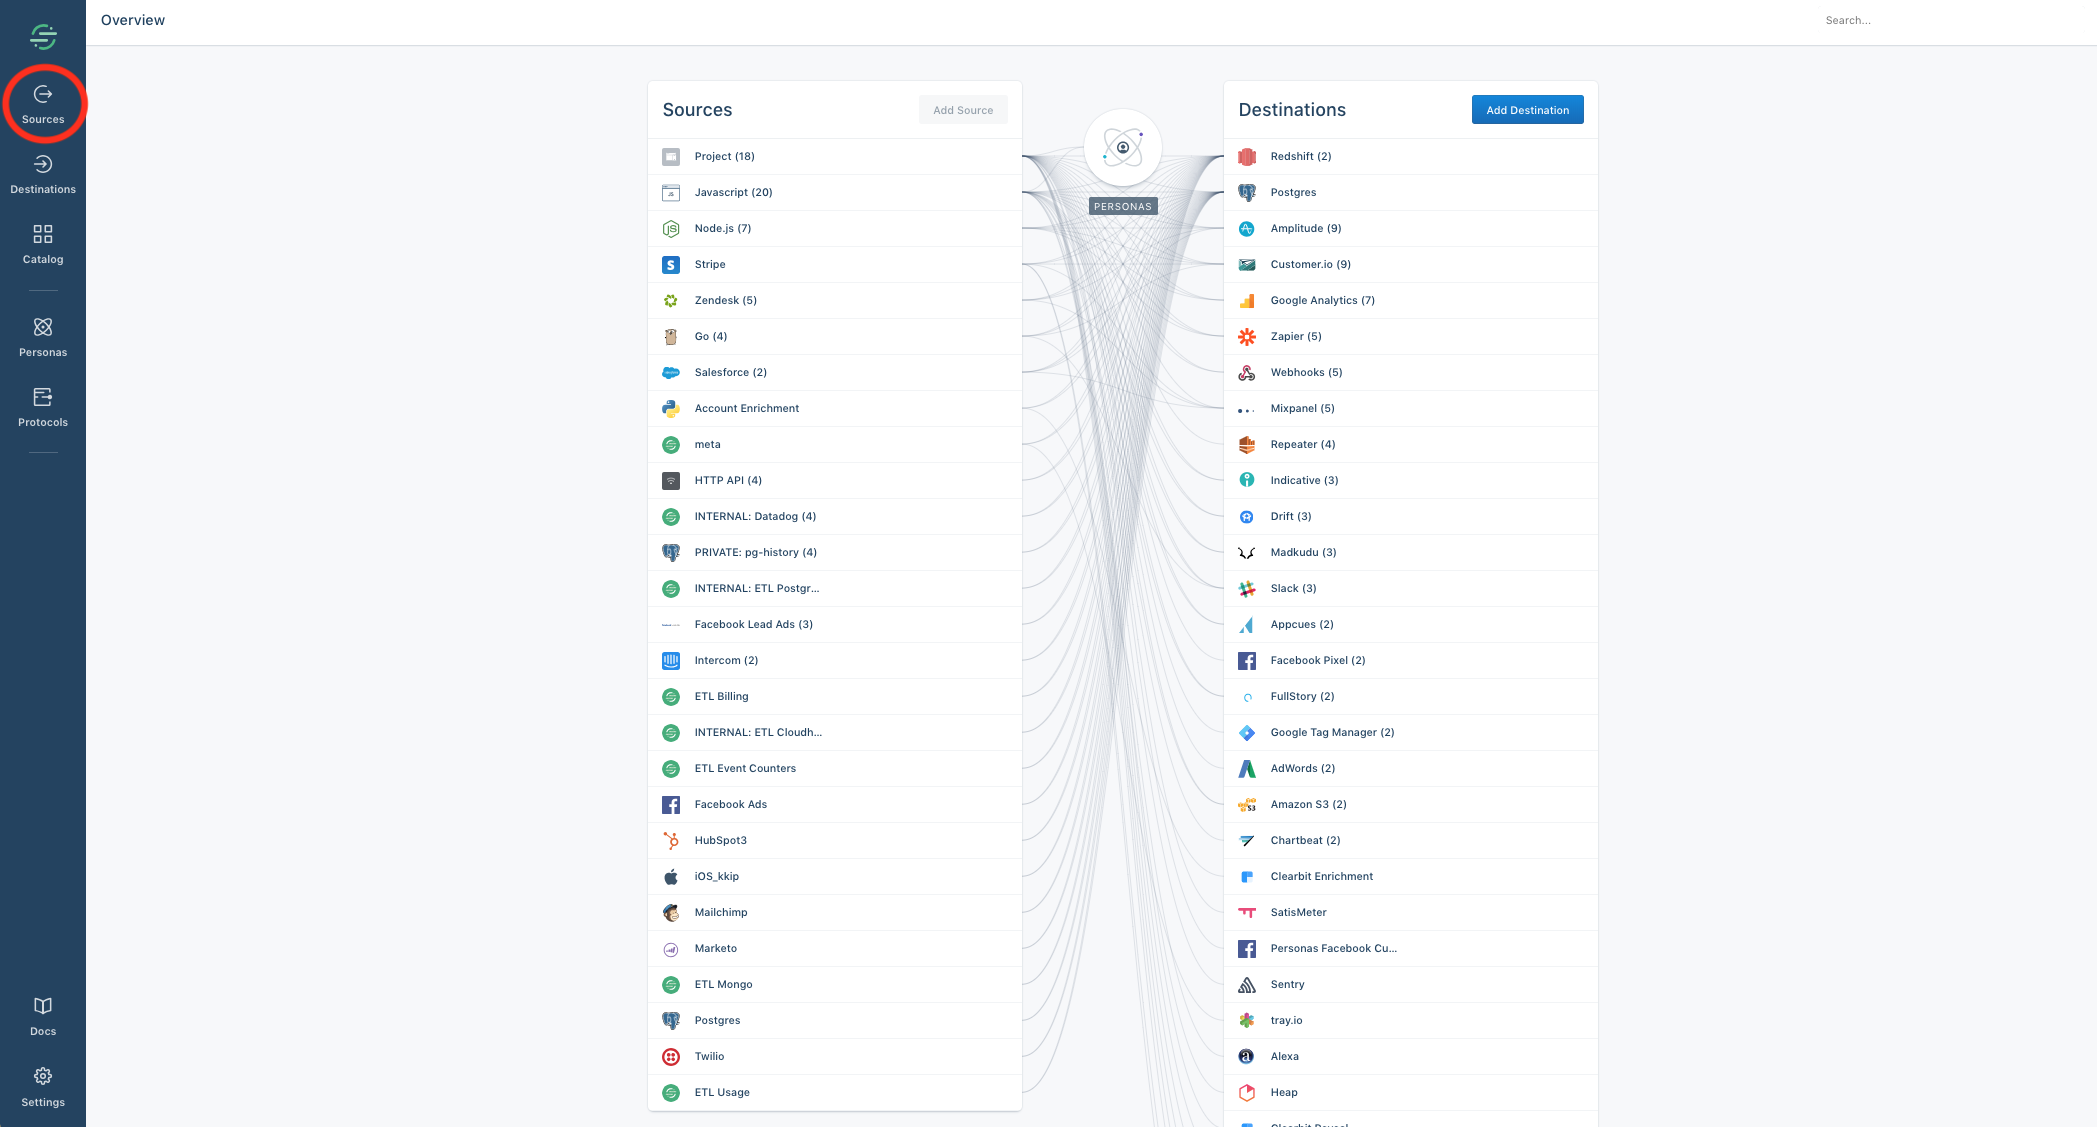 Overview
Search...
Sources
Destinations
Catalog
Personas
Protocols
Docs
Settings
Sources
Add Source
Project (18)
Javascript (20)
Node.js (7)
Stripe
Zendesk (5)
Go (4)
Salesforce (2)
Account Enrichment
meta
HTTP API (4)
INTERNAL: Datadog (4)
PRIVATE: pg-history (4)
INTERNAL: ETL Postgr...
Facebook Lead Ads (3)
Intercom (2)
ETL Billing
INTERNAL: ETL Cloudh...
ETL Event Counters
Facebook Ads
HubSpot3
iOS_kkip
Mailchimp
Marketo
ETL Mongo
Postgres
Twilio
ETL Usage
PERSONAS
Destinations
Add Destination
Redshift (2)
Postgres
Amplitude (9)
Customer.io (9)
Google Analytics (7)
Zapier (5)
Webhooks (5)
Mixpanel (5)
Repeater (4)
Indicative (3)
Drift (3)
Madkudu (3)
Slack (3)
Appcues (2)
Facebook Pixel (2)
FullStory (2)
Google Tag Manager (2)
AdWords (2)
Amazon S3 (2)
Chartbeat (2)
Clearbit Enrichment
SatisMeter
Personas Facebook Cu...
Sentry
tray.io
Alexa
Heap